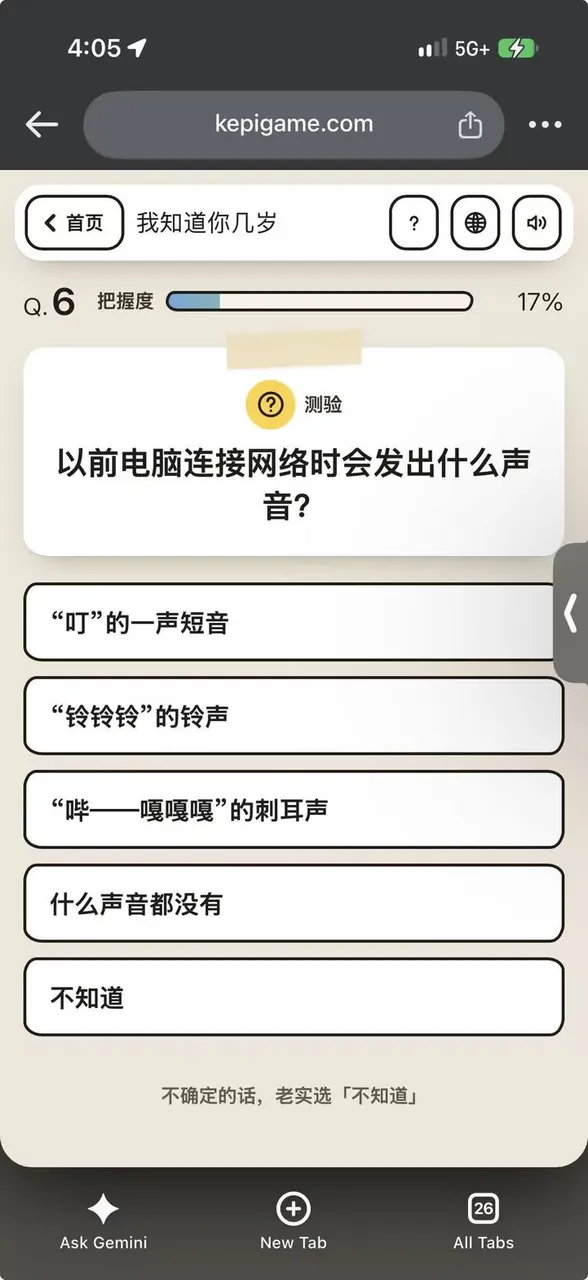 4:05
5G+
kepigame.com
首页
我知道你几岁
?
Q.6
把握度
17%
?
测验
以前电脑连接网络时会发出什么声
音?
“叮”的一声短音
“铃铃铃”的铃声
“哔——嘎嘎嘎”的刺耳声
什么声音都没有
不知道
不确定的话，老实选「不知道」
26
Ask Gemini
New Tab
All Tabs